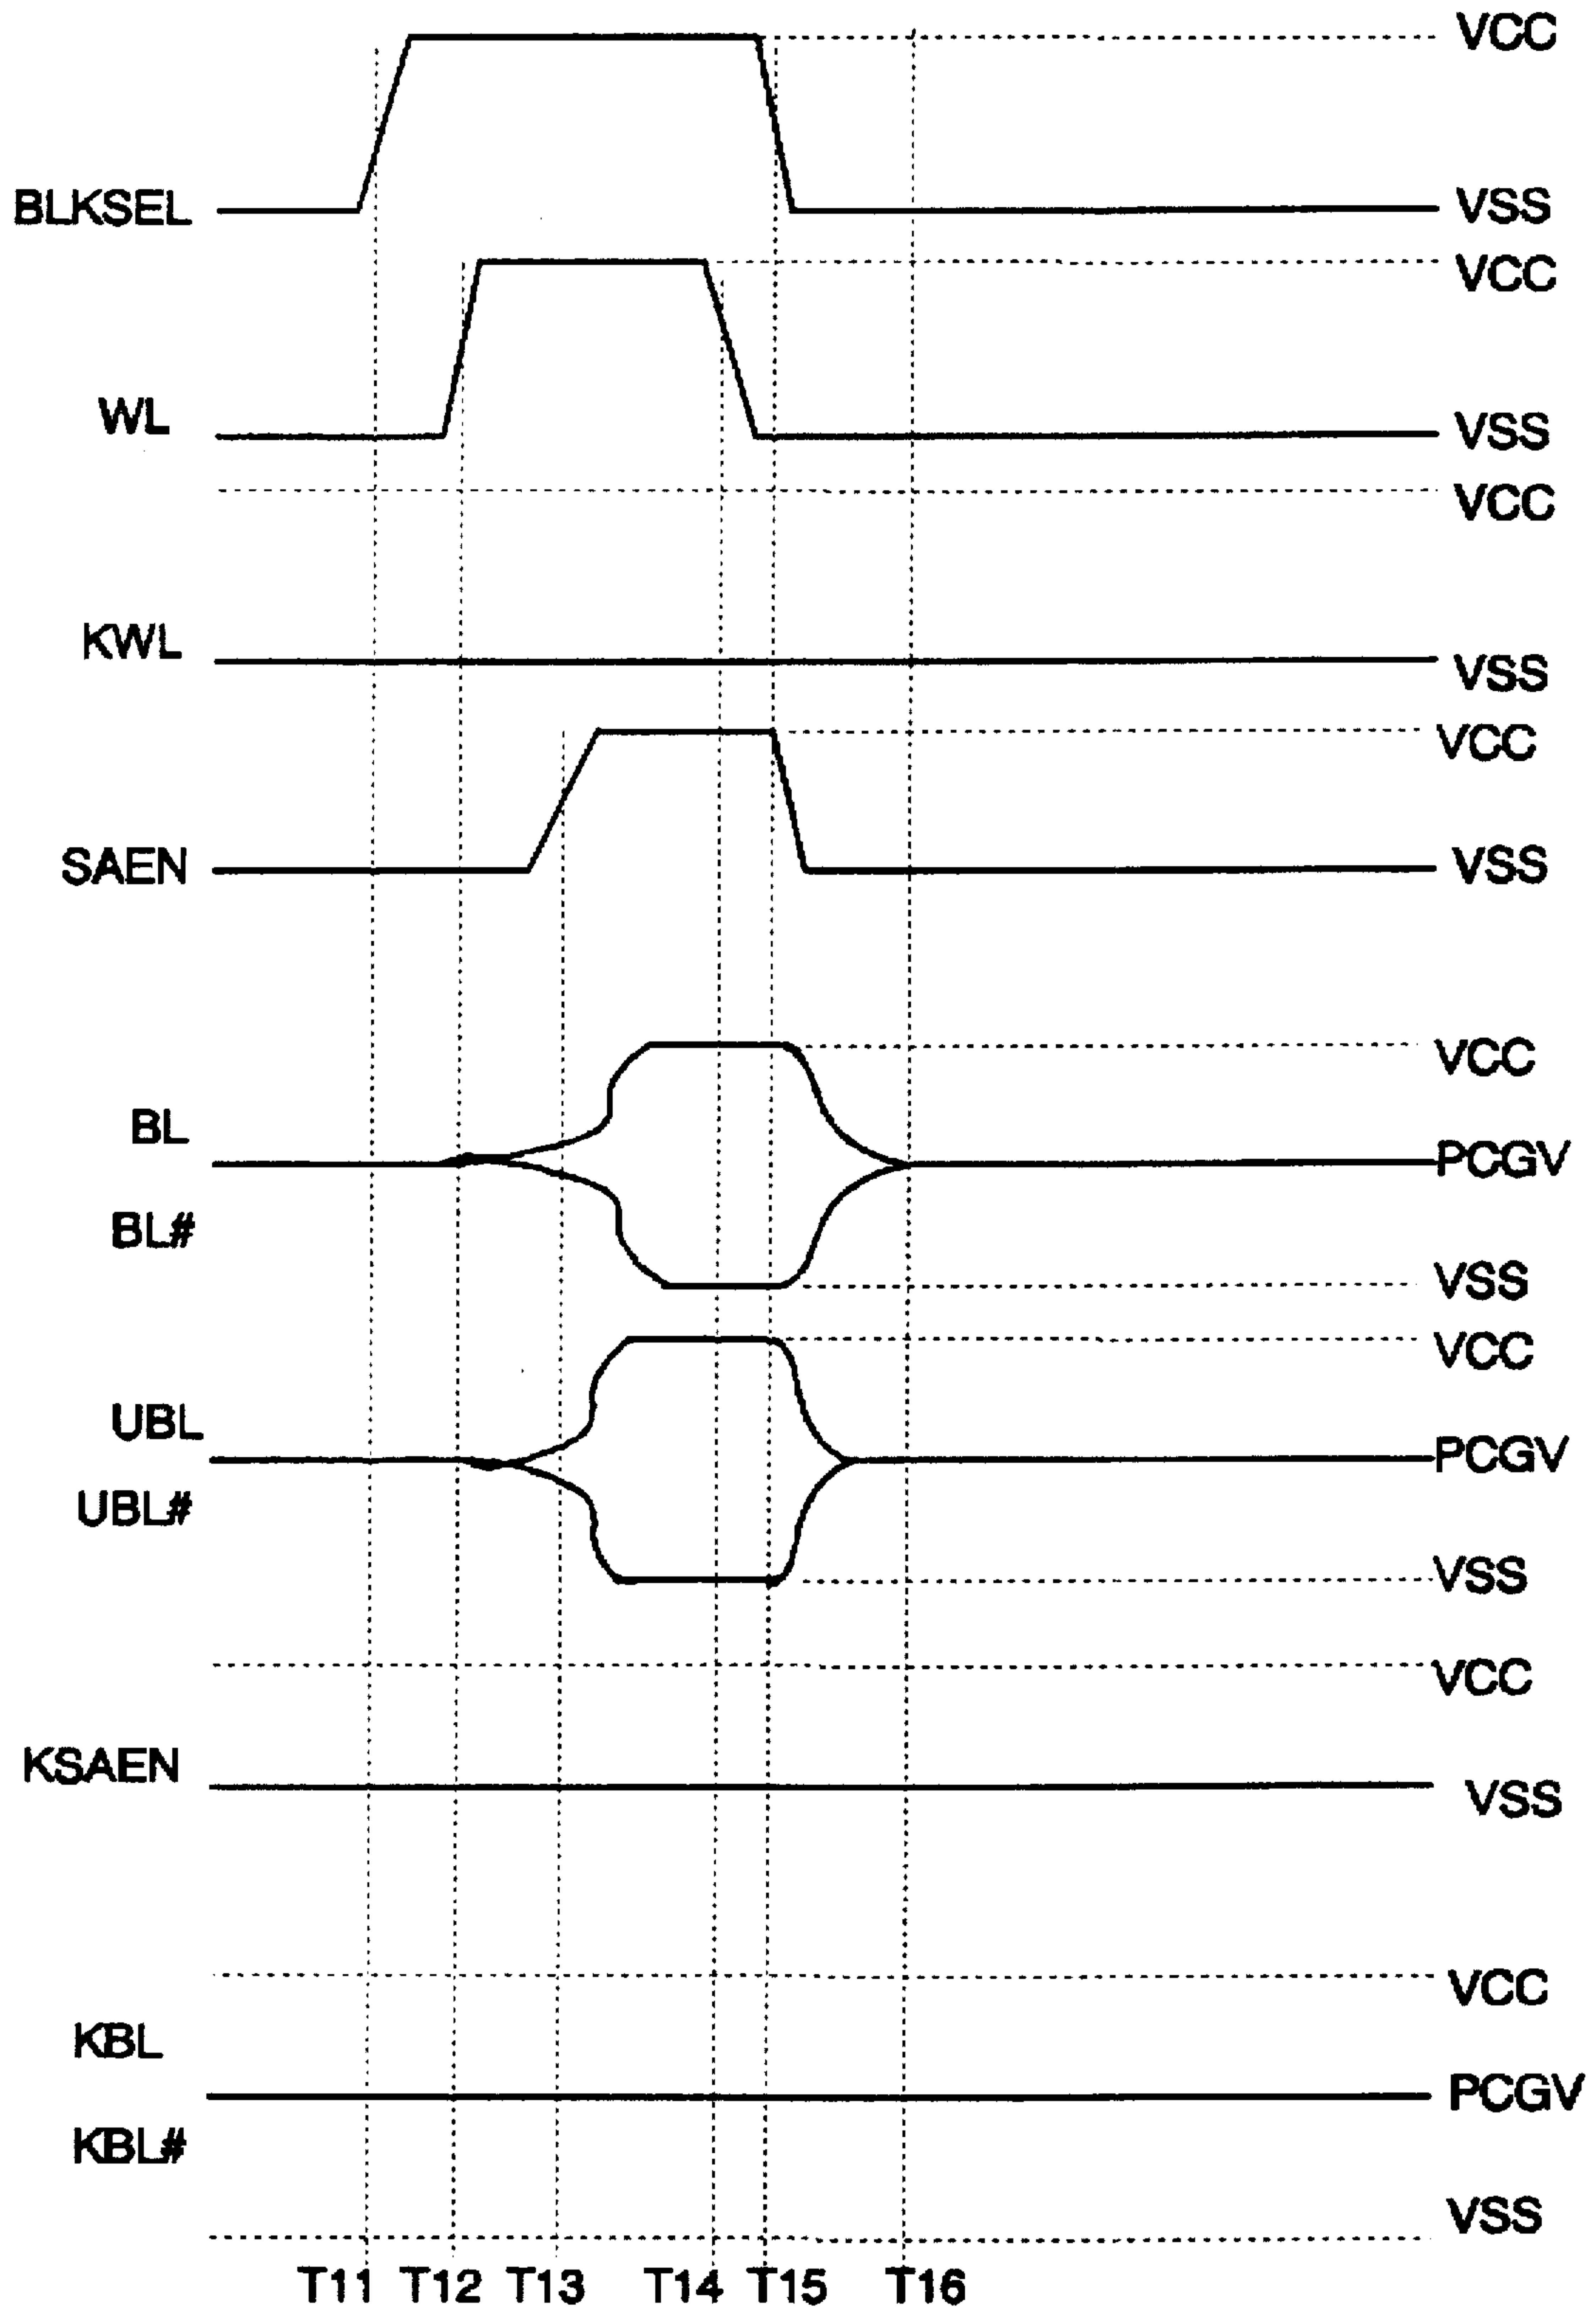 VCC
BLKSEL VSS
VCC
WL VSS
VCC
KWL VSS
VCC
SAEN VSS
VCC
BL
PCGV
BL#
VSS
VCC
UBL
PCGV
UBL#
VSS
VCC
KSAEN VSS
VCC
KBL
PCGV
KBL#
VSS
T11 T12 T13 T14 T15 T16